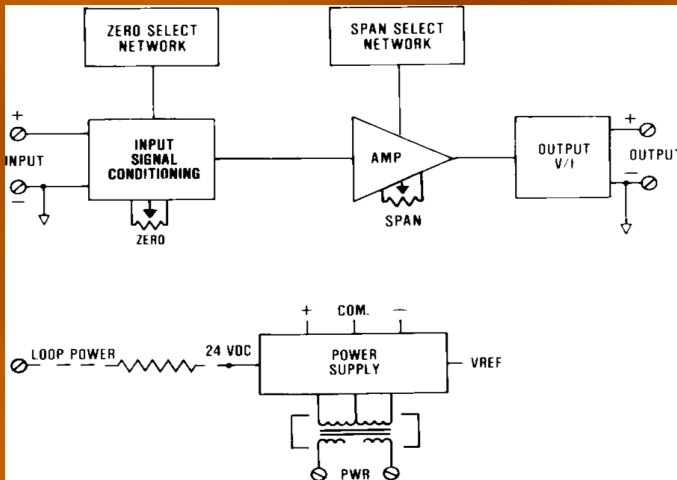 ZERO SELECT
NETWORK
SPAN SELECT
NETWORK
+
INPUT
−
INPUT
SIGNAL
CONDITIONING
ZERO
AMP
SPAN
OUTPUT
V/I
+
OUTPUT
−
+ COM. −
LOOP POWER
24 VDC
POWER
SUPPLY
VREF
PWR